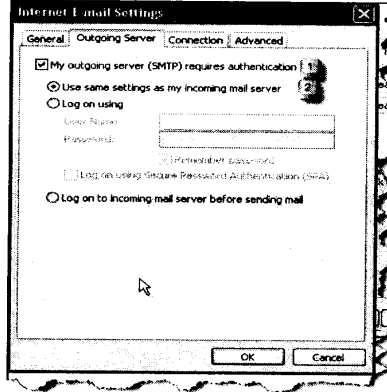 Internet E-mail Settings
General Outgoing Server Connection Advanced
My outgoing server (SMTP) requires authentication 1
Use same settings as my incoming mail server 2
Log on using
User Name:
Password:
Remember password
Log on using Secure Password Authentication (SPA)
Log on to incoming mail server before sending mail
OK Cancel